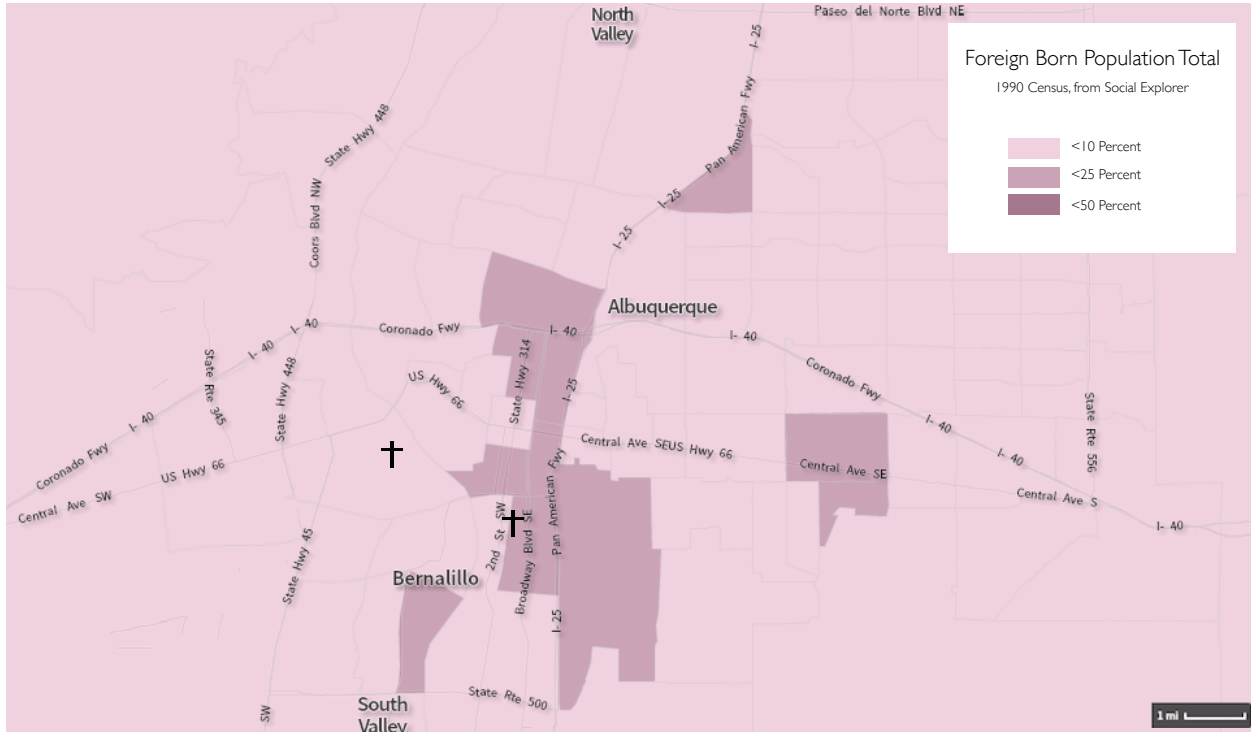 North
Valley
Paseo del Norte Blvd NE
I- 25
Foreign Born Population Total
1990 Census, from Social Explorer
<10 Percent
<25 Percent
<50 Percent
State Hwy 448
Pan American Fwy
I-25
Coors Blvd NW
I- 25
Albuquerque
I- 40
Coronado Fwy
I- 40
I- 40
I- 40
State Rte 345
State Hwy 448
US Hwy 66
State Hwy 314
I- 25
Coronado Fwy
State Rte 556
I- 40
I- 40
Central Ave SEUS Hwy 66
Coronado Fwy
US Hwy 66
Central Ave SE
I- 40
Central Ave SW
Central Ave S
I- 40
State Hwy 45
2nd St SW
Broadway Blvd SE
Pan American Fwy
Bernalillo
I- 25
State Rte 500
South
Valley
SW
1 mi